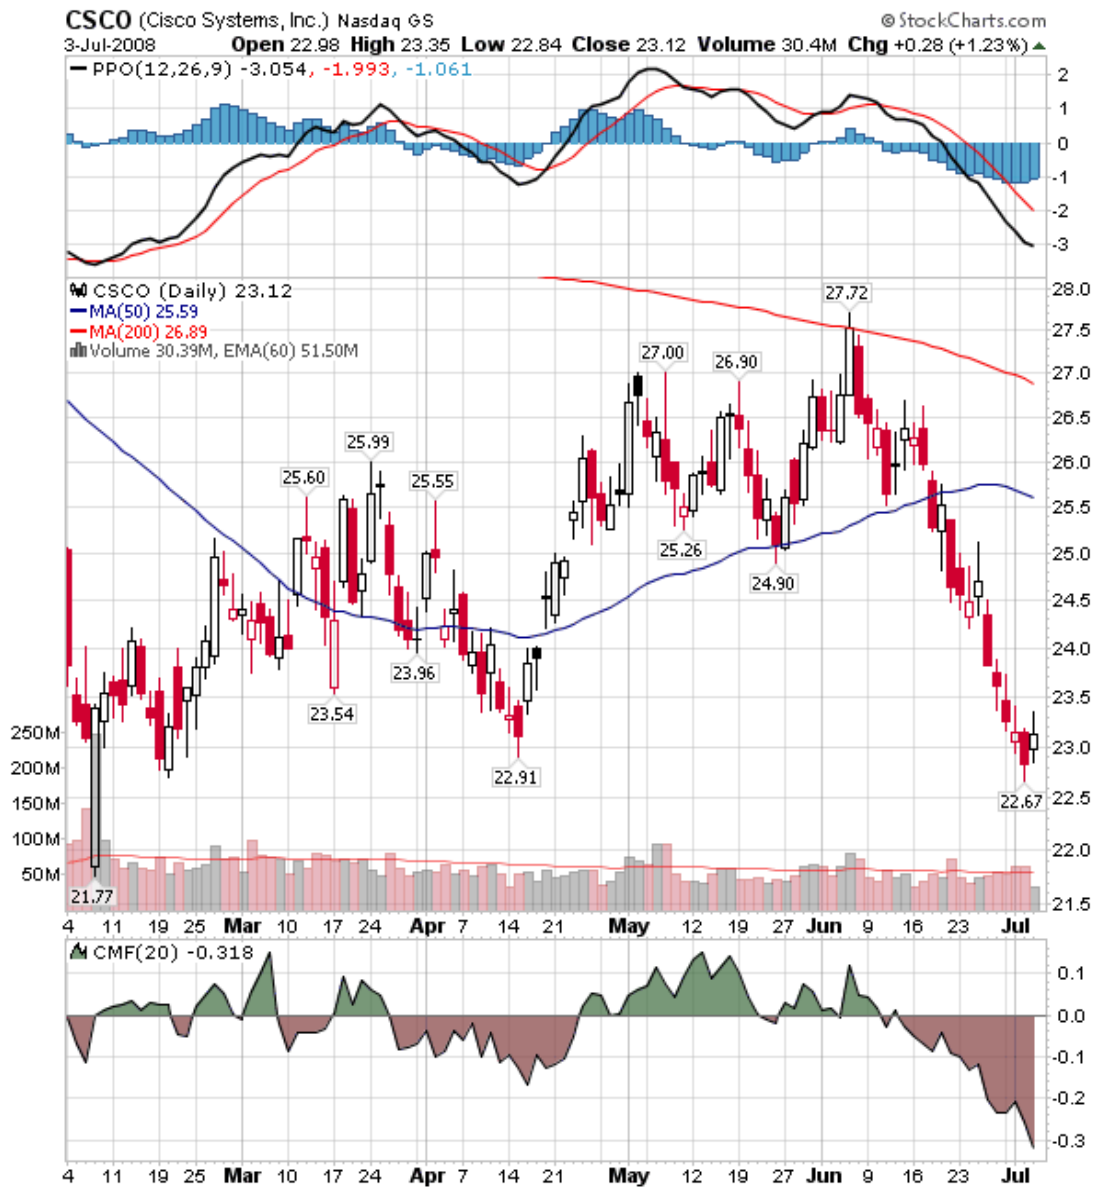 CSCO (Cisco Systems, Inc.) Nasdaq GS © StockCharts.com
3-Jul-2008 Open 22.98 High 23.35 Low 22.84 Close 23.12 Volume 30.4M Chg +0.28 (+1.23%)
PPO(12,26,9) -3.054, -1.993, -1.061
2
1
0
-1
-2
-3
CSCO (Daily) 23.12
MA(50) 25.59
MA(200) 26.89
Volume 30.39M, EMA(60) 51.50M
28.0
27.5
27.0
26.5
26.0
25.5
25.0
24.5
24.0
23.5
23.0
22.5
22.0
21.5
27.72
27.00
26.90
25.99
25.60
25.55
25.26
24.90
23.96
23.54
22.91
22.67
21.77
250M
200M
150M
100M
50M
4 11 19 25 Mar 10 17 24 Apr 7 14 21 May 12 19 27 Jun 9 16 23 Jul
CMF(20) -0.318
0.1
0.0
-0.1
-0.2
-0.3
4 11 19 25 Mar 10 17 24 Apr 7 14 21 May 12 19 27 Jun 9 16 23 Jul